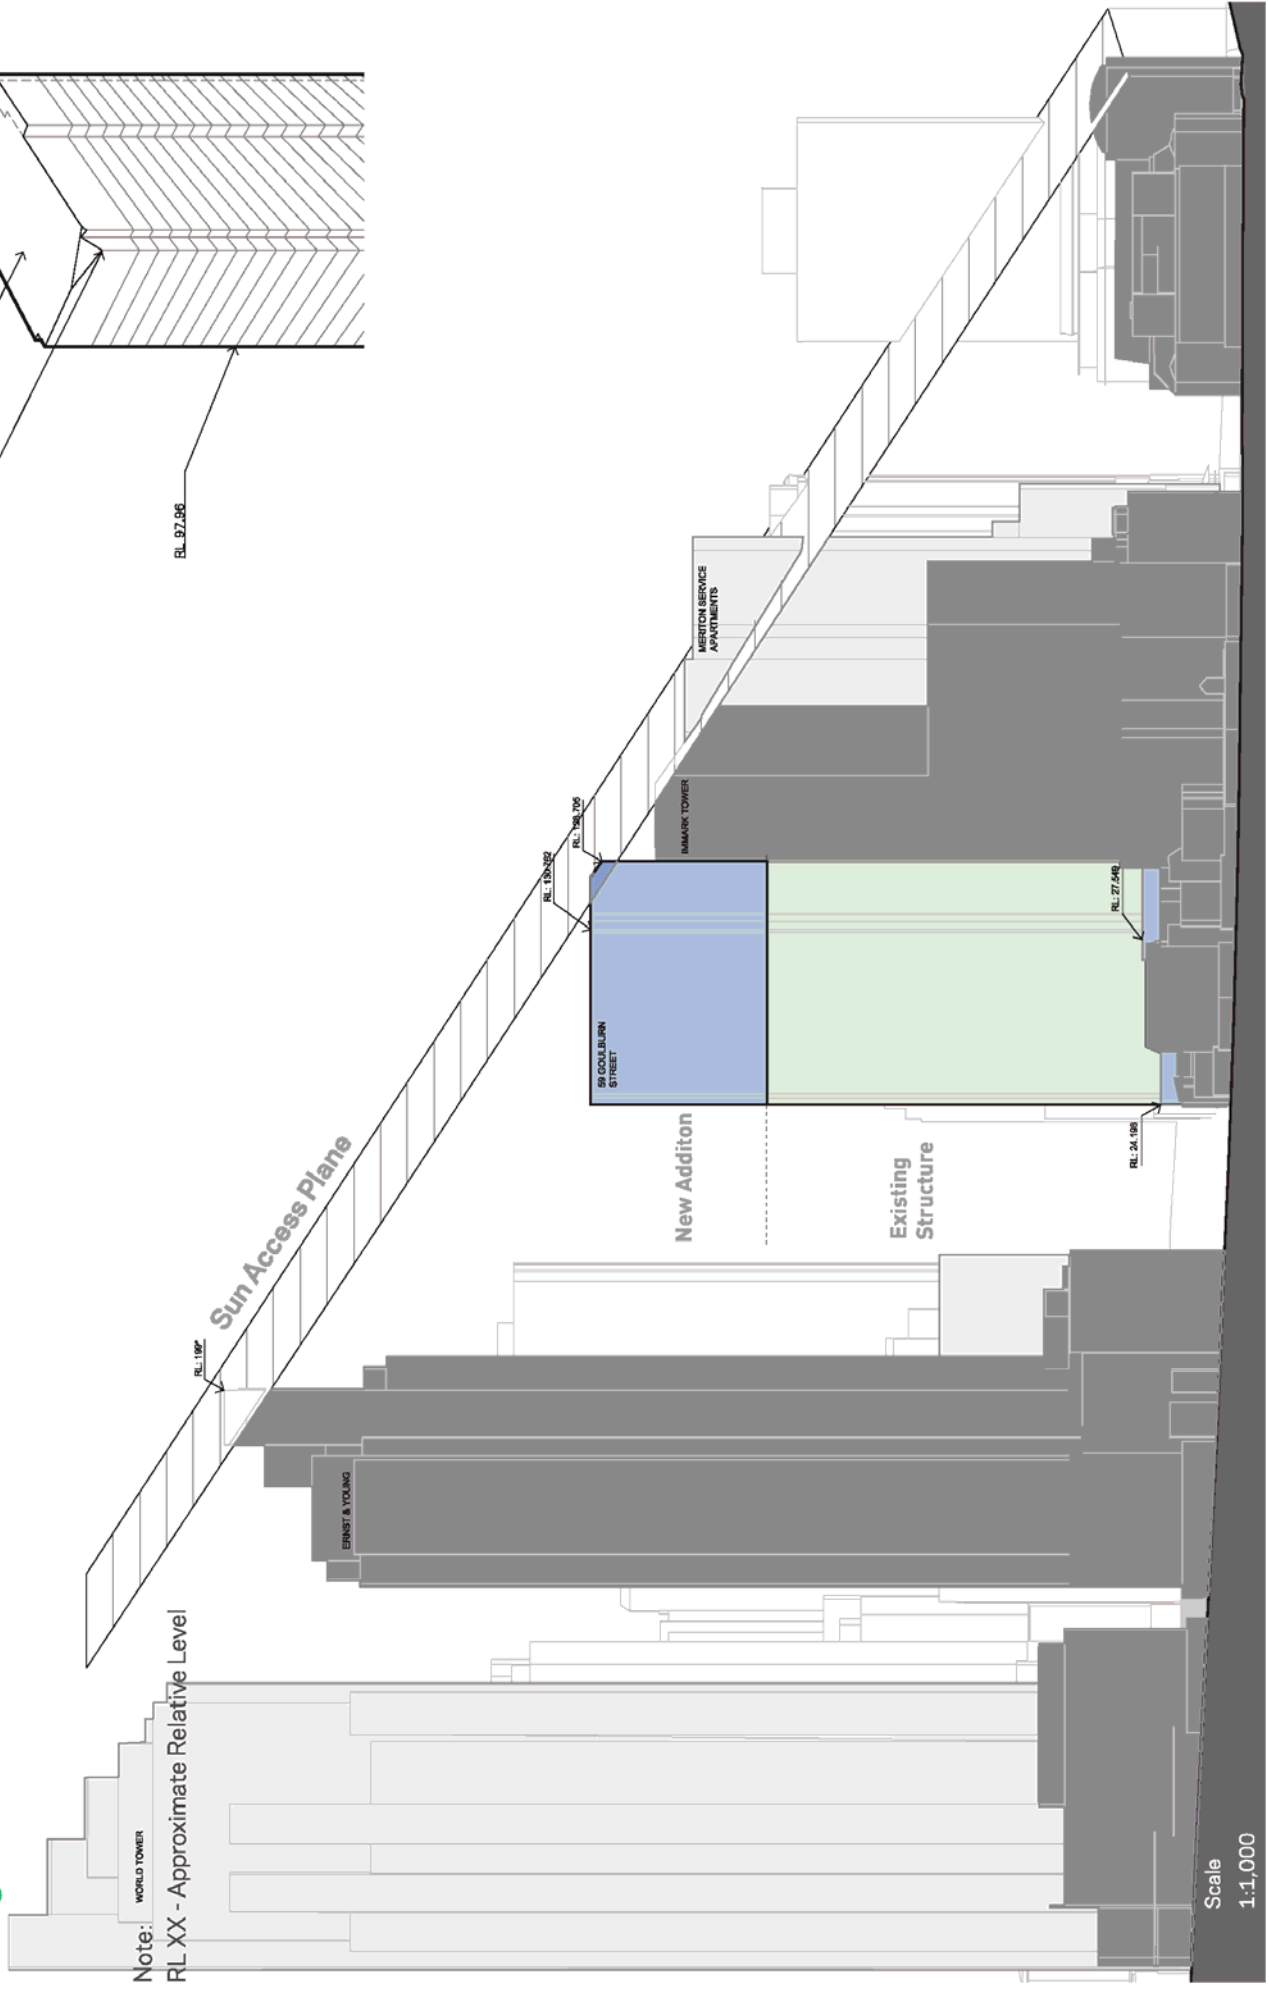 RL 97.96
MERITON SERVICE
APARTMENTS
IMMARK TOWER
RL: 128.705
RL: 130.782
RL: 27.549
59 GOULBURN
STREET
RL: 24.198
New Additon
Existing
Structure
Sun Access Plane
RL: 199*
ERNST & YOUNG
WORLD TOWER
Note:
RL XX - Approximate Relative Level
Scale
1:1,000